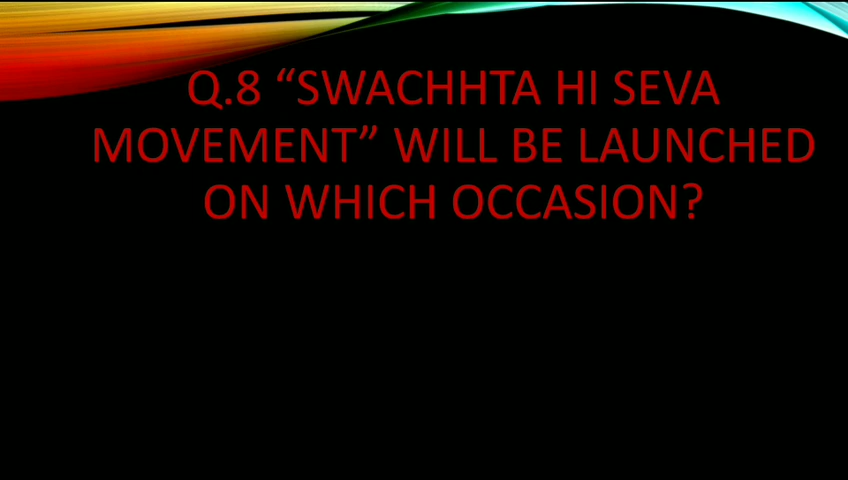 Q.8 “SWACHHTA HI SEVA
MOVEMENT” WILL BE LAUNCHED
ON WHICH OCCASION?